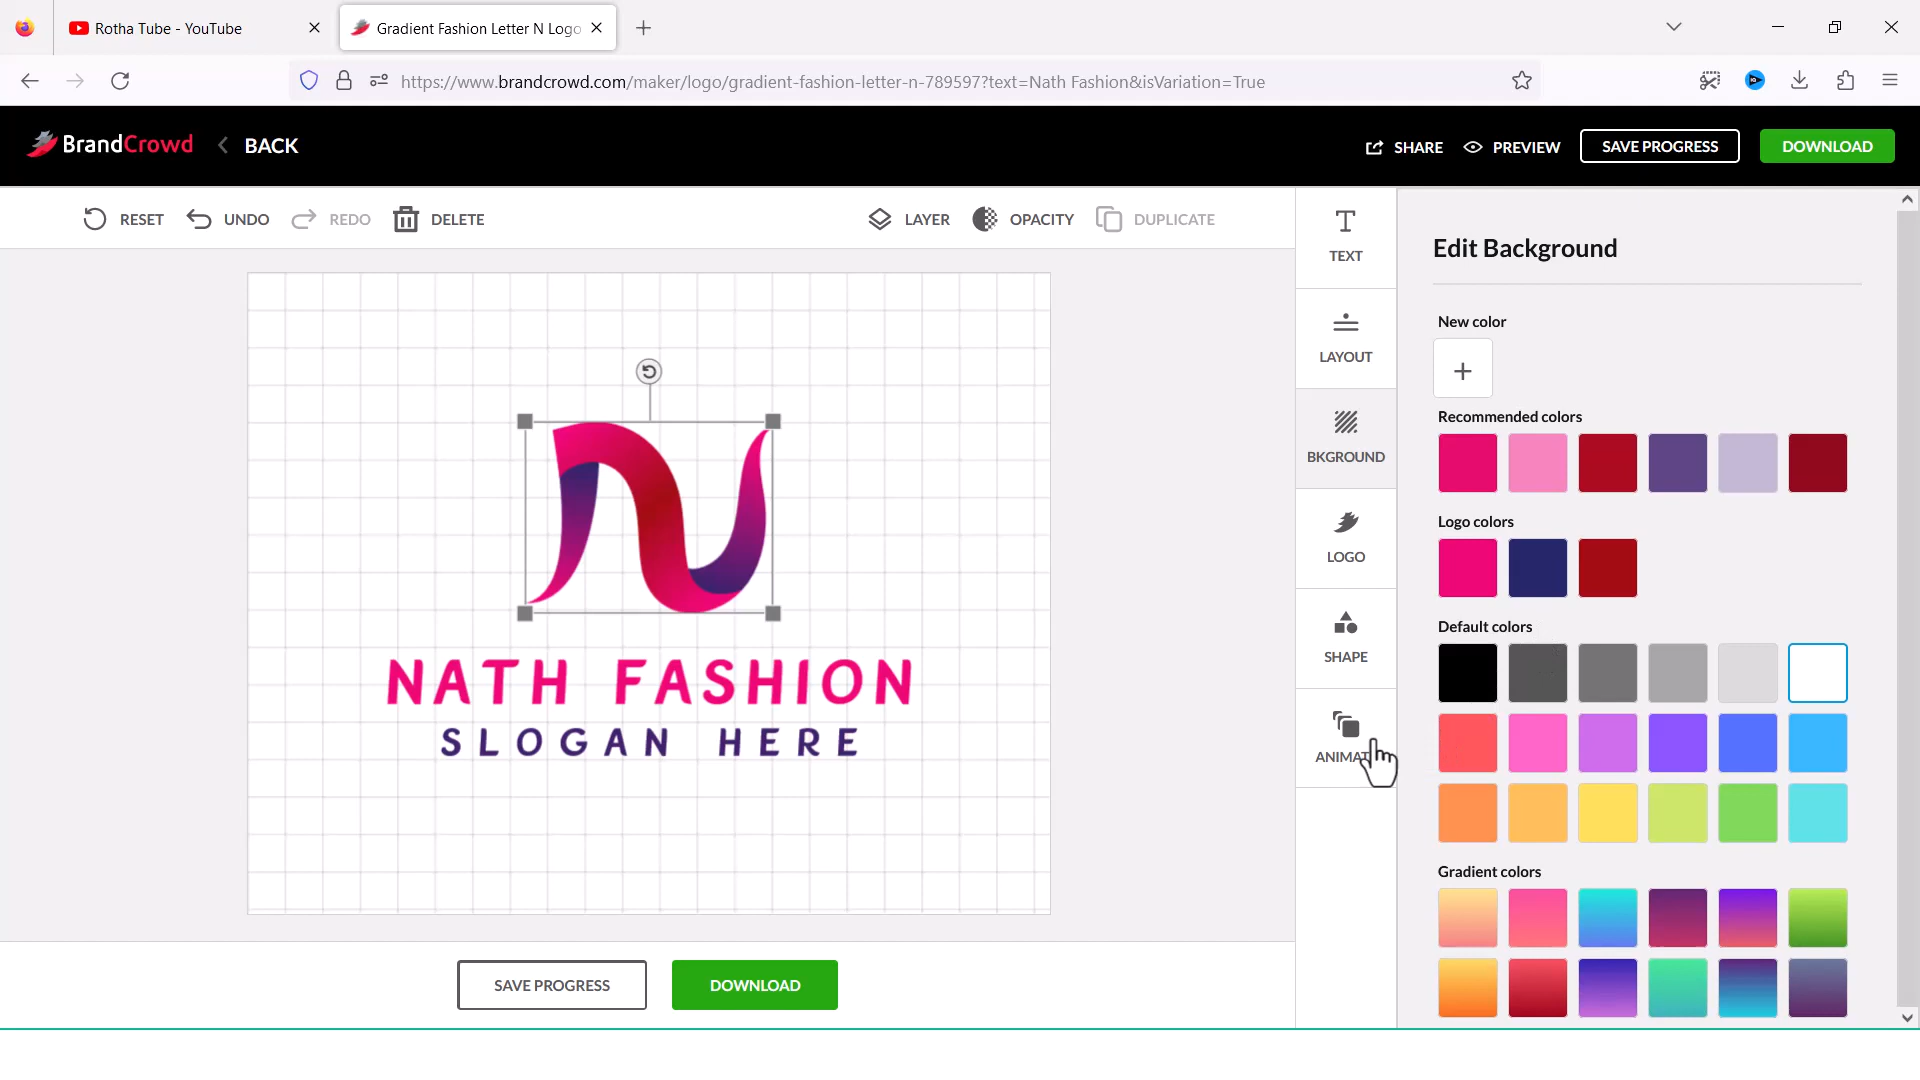 Rotha Tube - YouTube
Gradient Fashion Letter N Logo
https://www.brandcrowd.com/maker/logo/gradient-fashion-letter-n-789597?text=Nath Fashion&isVariation=True
BrandCrowd
BACK
SHARE
PREVIEW
SAVE PROGRESS
DOWNLOAD
RESET
UNDO
REDO
DELETE
LAYER
OPACITY
DUPLICATE
TEXT
LAYOUT
BKGROUND
LOGO
SHAPE
ANIMAT
Edit Background
New color
Recommended colors
Logo colors
Default colors
Gradient colors
NATH FASHION
SLOGAN HERE
SAVE PROGRESS
DOWNLOAD